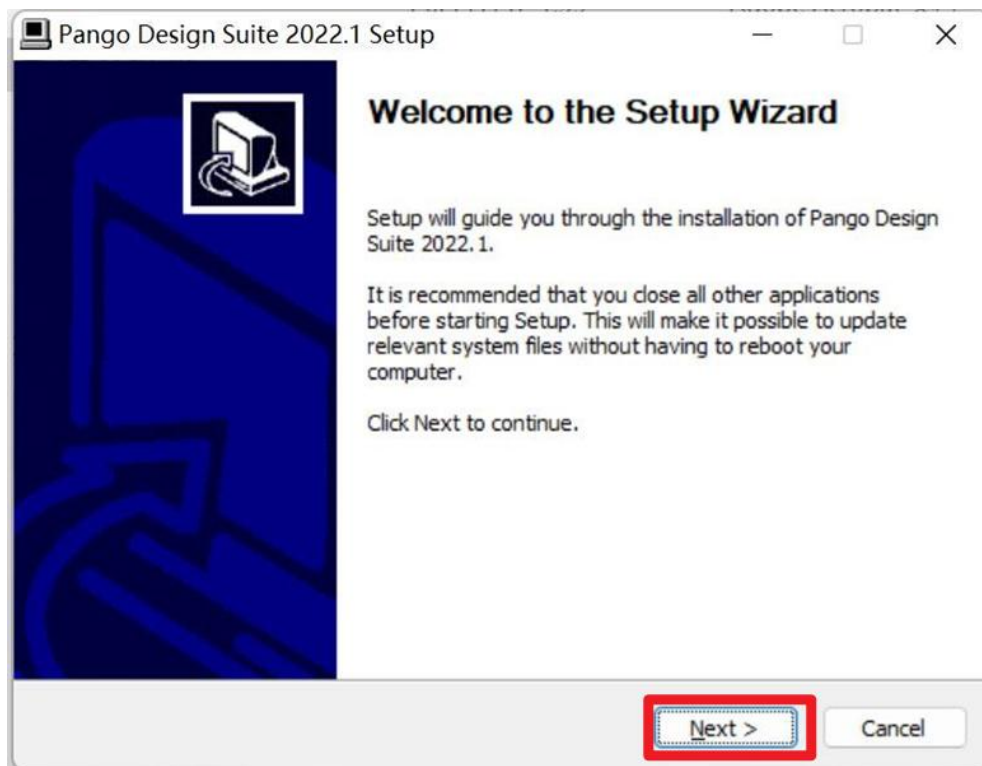 Pango Design Suite 2022.1 Setup
Welcome to the Setup Wizard
Setup will guide you through the installation of Pango Design
Suite 2022.1.
It is recommended that you close all other applications
before starting Setup. This will make it possible to update
relevant system files without having to reboot your
computer.
Click Next to continue.
Next >
Cancel